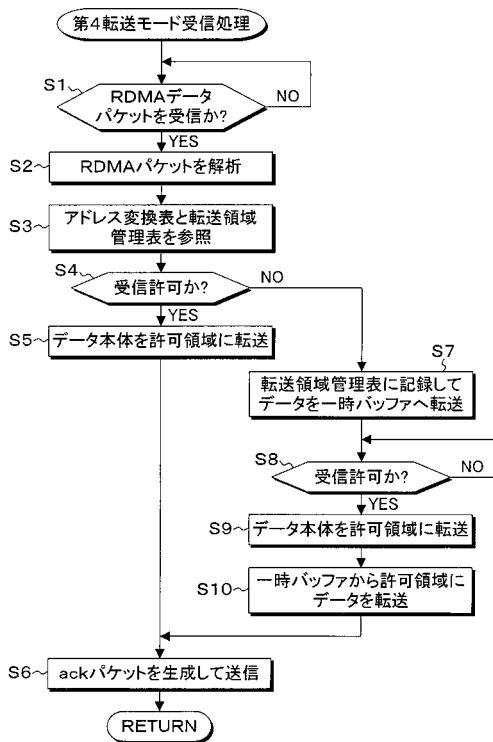 第4転送モード受信処理
S1
RDMAデータ
パケットを受信か?
NO
YES
S2
RDMAパケットを解析
S3
アドレス変換表と転送領域
管理表を参照
S4
受信許可か?
NO
YES
S5
データ本体を許可領域に転送
S7
転送領域管理表に記録して
データを一時バッファへ転送
S8
受信許可か?
NO
YES
S9
データ本体を許可領域に転送
S10
一時バッファから許可領域に
データを転送
S6
ackパケットを生成して送信
RETURN